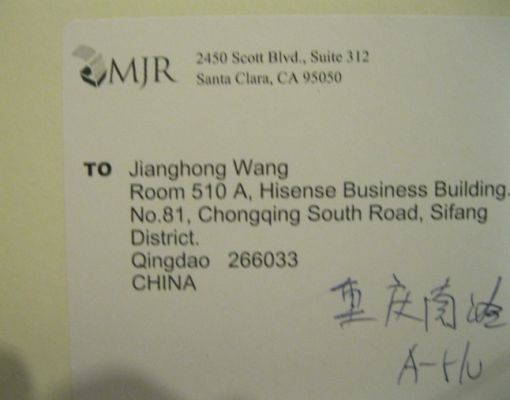 MJR
2450 Scott Blvd., Suite 312
Santa Clara, CA 95050
TO Jianghong Wang
Room 510 A, Hisense Business Building.
No.81, Chongqing South Road, Sifang
District.
Qingdao 266033
CHINA
重庆南路